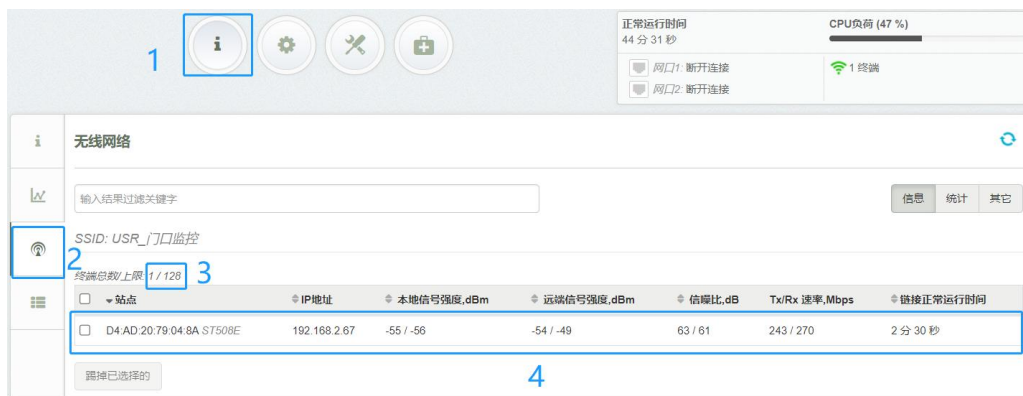 正常运行时间
CPU负荷 (47 %)
44 分 31 秒
1
网口1: 断开连接
1 终端
网口2: 断开连接
无线网络
输入结果过滤关键字
信息 统计 其它
SSID: USR_门口监控
2
终端总数/上限: 1 / 128
3
站点 IP地址 本地信号强度,dBm 远端信号强度,dBm 信噪比,dB Tx/Rx 速率,Mbps 链接正常运行时间
D4:AD:20:79:04:8A ST508E 192.168.2.67 -55 / -56 -54 / -49 63 / 61 243 / 270 2 分 30 秒
踢掉已选择的
4